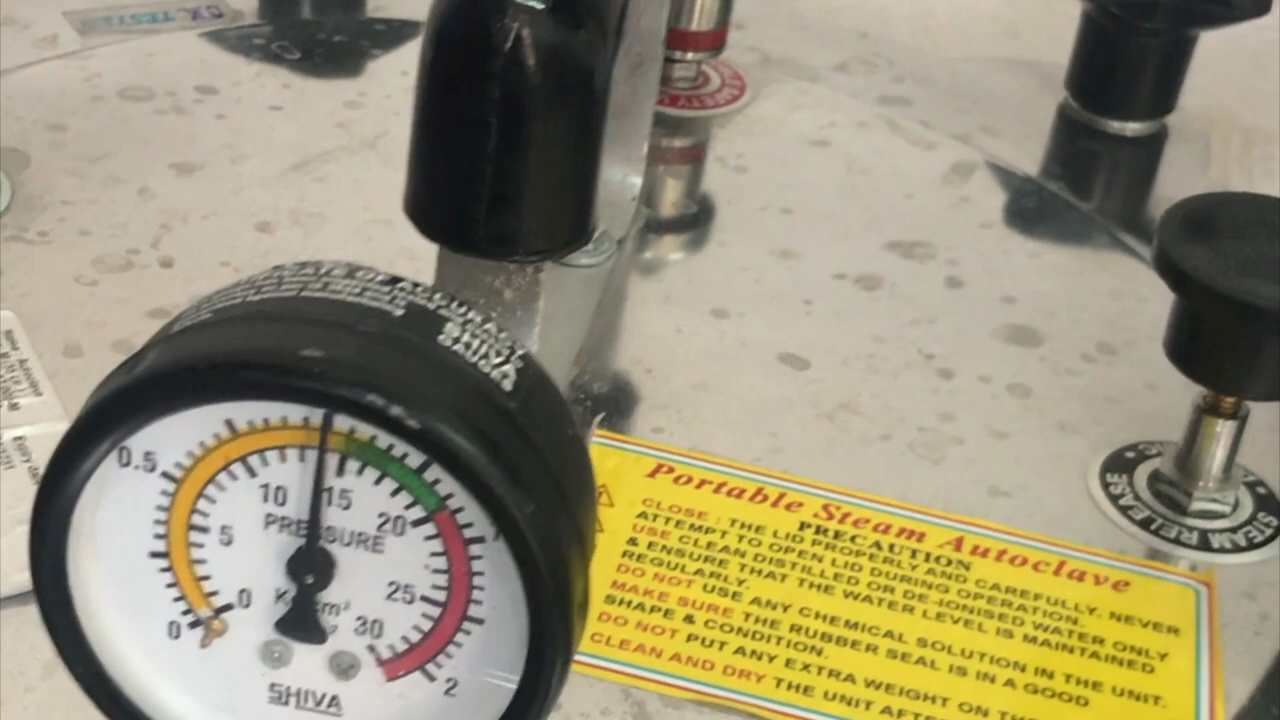 SHIVA
0.5
10 15
PRESSURE
20
5
25
0
0
30
2
SHIVA
STEAM RELEASE
Portable Steam Autoclave
PRECAUTION
CLOSE : THE LID PROPERLY AND CAREFULLY. NEVER
ATTEMPT TO OPEN LID DURING OPERATION.
USE CLEAN DISTILLED OR DE-IONISED WATER ONLY
& ENSURE THAT THE WATER LEVEL IS MAINTAINED
REGULARLY.
DO NOT USE ANY CHEMICAL SOLUTION IN THE UNIT.
MAKE SURE THE RUBBER SEAL IS IN A GOOD
SHAPE & CONDITION.
DO NOT PUT ANY EXTRA WEIGHT ON
CLEAN AND DRY THE UNIT